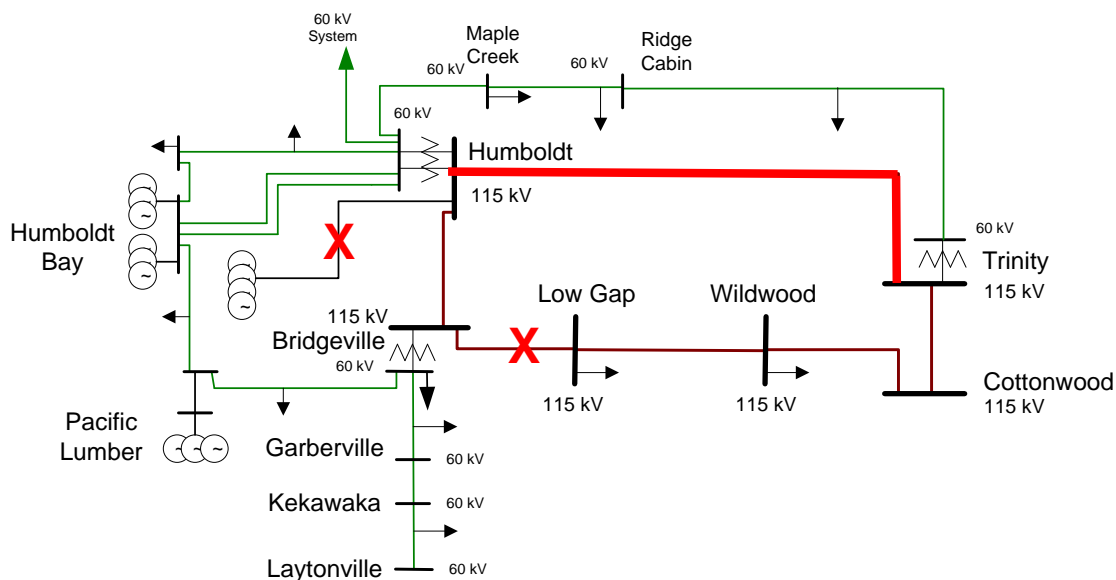 60 kV
System
Maple
Creek
60 kV
Ridge
Cabin
60 kV
60 kV
Humboldt
115 kV
Humboldt
Bay
X
60 kV
Trinity
115 kV
Low Gap
Wildwood
115 kV
Bridgeville
60 kV
X
115 kV
115 kV
Cottonwood
115 kV
Pacific
Lumber
Garberville
60 kV
Kekawaka
60 kV
Laytonville
60 kV
~
~
~
~
~
~